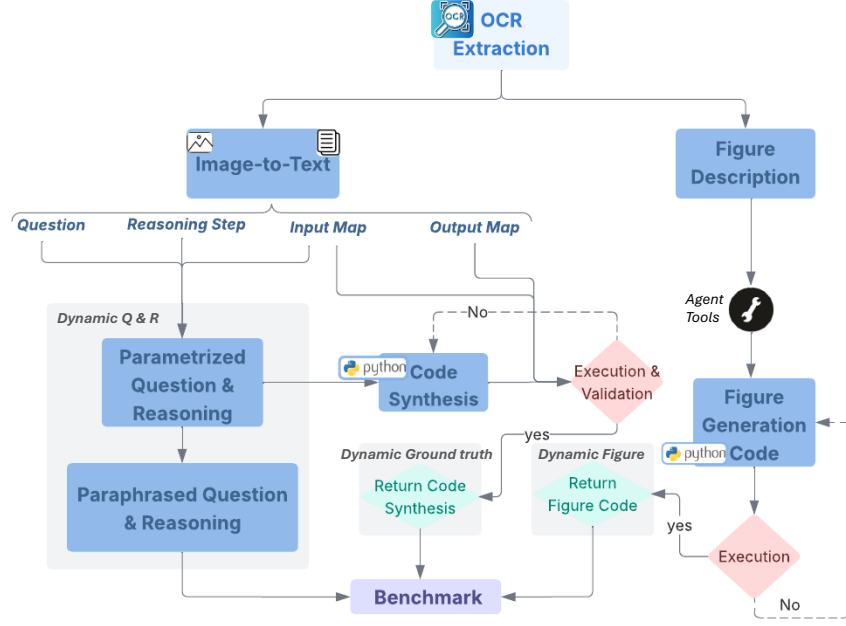 OCR
OCR
Extraction
Image-to-Text
Figure
Description
Question
Reasoning Step
Input Map
Output Map
Agent
Tools
Dynamic Q & R
No
Parametrized
Question &
Reasoning
python
Code
Synthesis
Execution &
Validation
Figure
Generation
Code
python
yes
Dynamic Ground truth
Dynamic Figure
Paraphrased Question
& Reasoning
Return Code
Synthesis
Return
Figure Code
yes
Execution
Benchmark
No